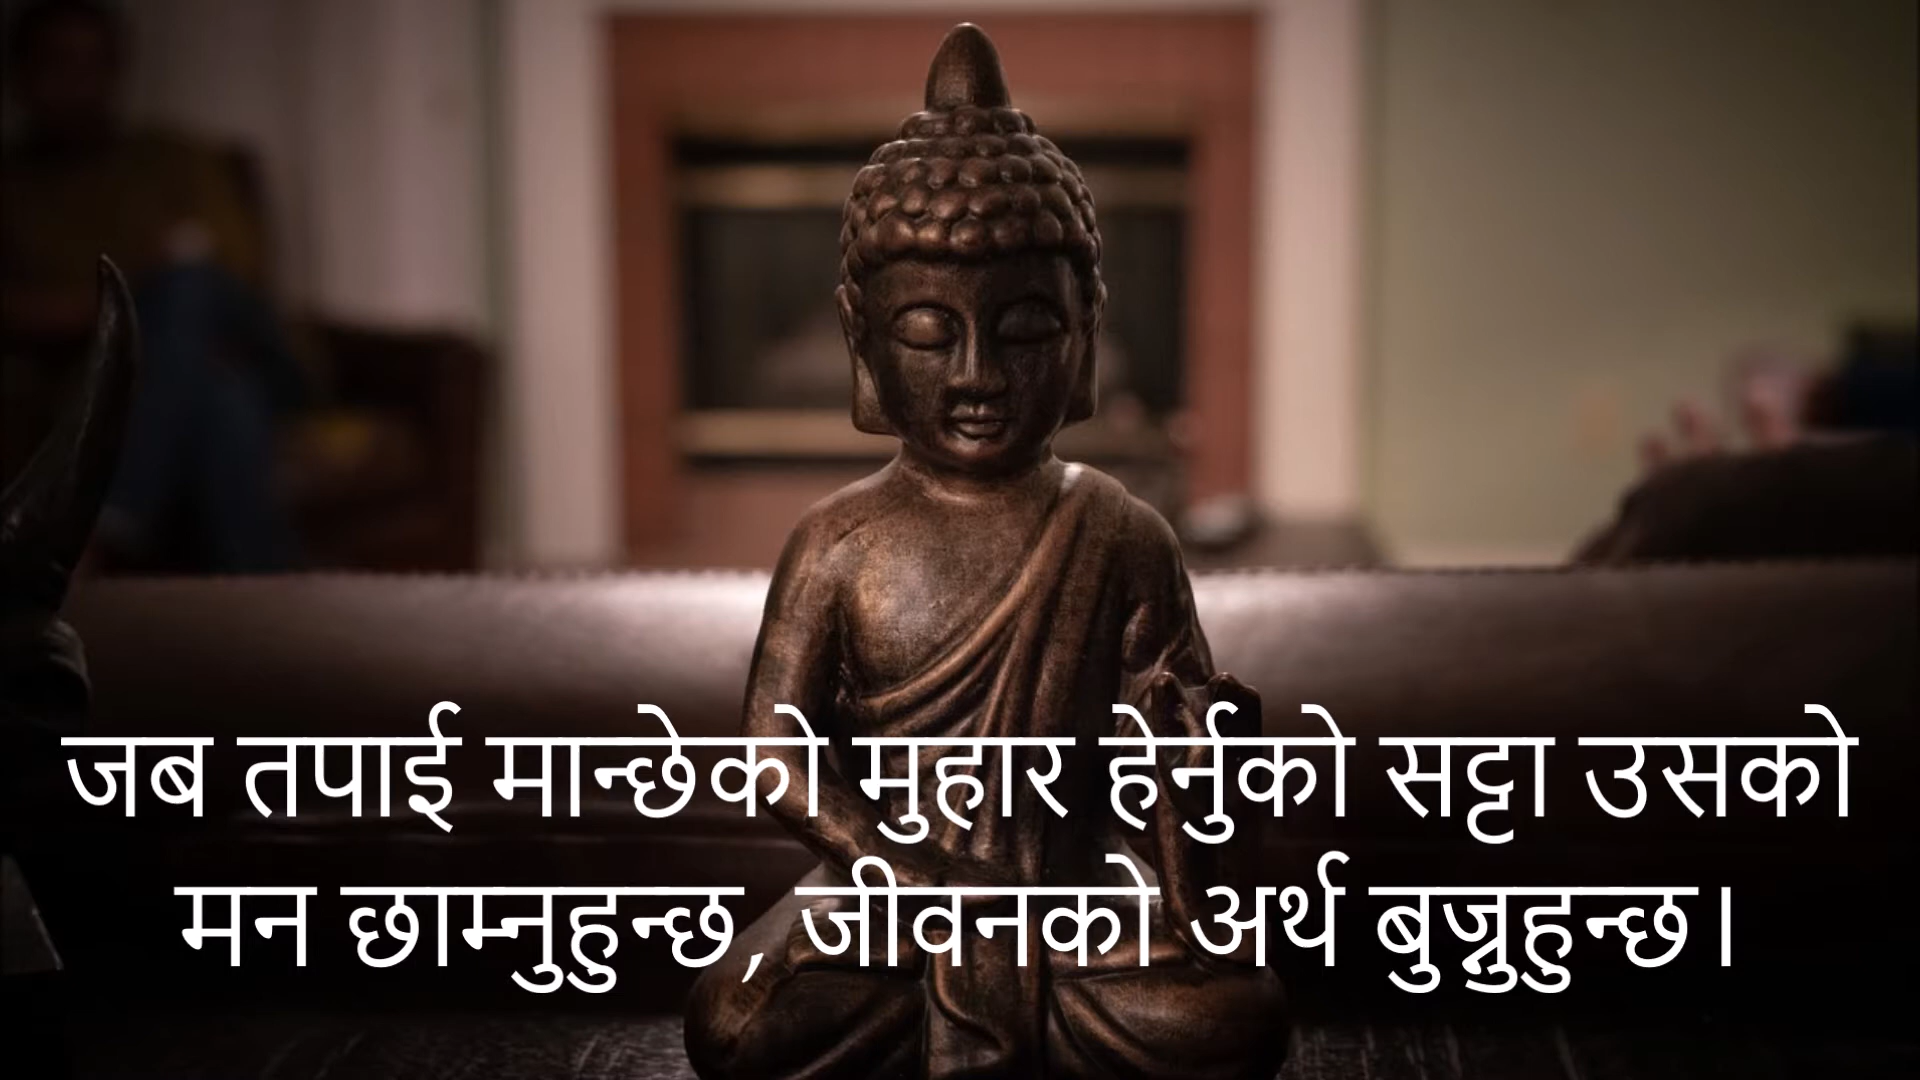 जब तपाई मान्छेको मुहार हेर्नुको सट्टा उसको
मन छाम्नुहुन्छ, जीवनको अर्थ बुज्नुहुन्छ।